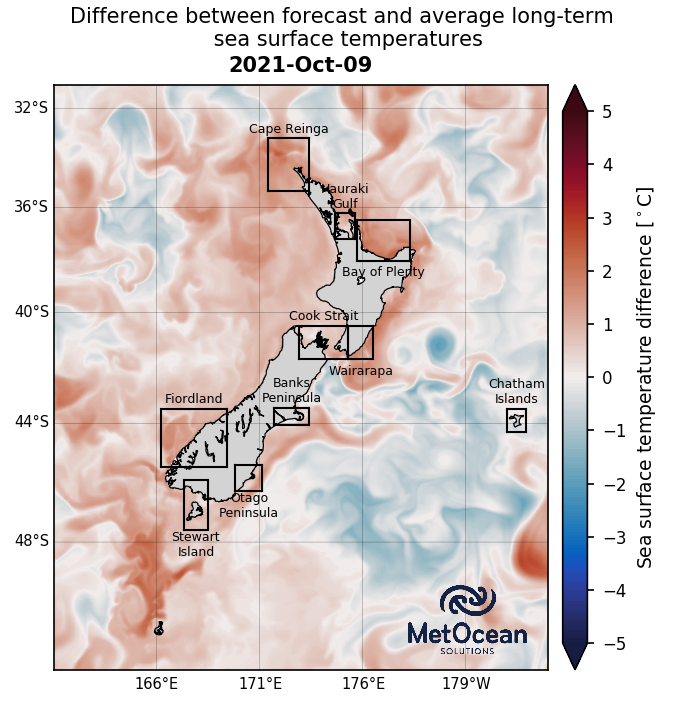 Difference between forecast and average long-term
sea surface temperatures
2021-Oct-09
32°S
36°S
40°S
44°S
48°S
Cape Reinga
Hauraki
Gulf
Bay of Plenty
Cook Strait
Wairarapa
Banks
Peninsula
Fiordland
Chatham
Islands
Otago
Peninsula
Stewart
Island
MetOcean
SOLUTIONS
166°E
171°E
176°E
179°W
5
4
3
2
1
0
−1
−2
−3
−4
−5
Sea surface temperature difference [°C]